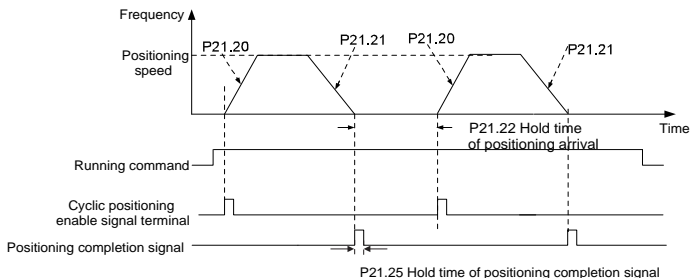 Frequency
P21.20
P21.21
P21.20
P21.21
Positioning
speed
P21.22 Hold time
of positioning arrival
Time
Running command
Cyclic positioning
enable signal terminal
Positioning completion signal
P21.25 Hold time of positioning completion signal